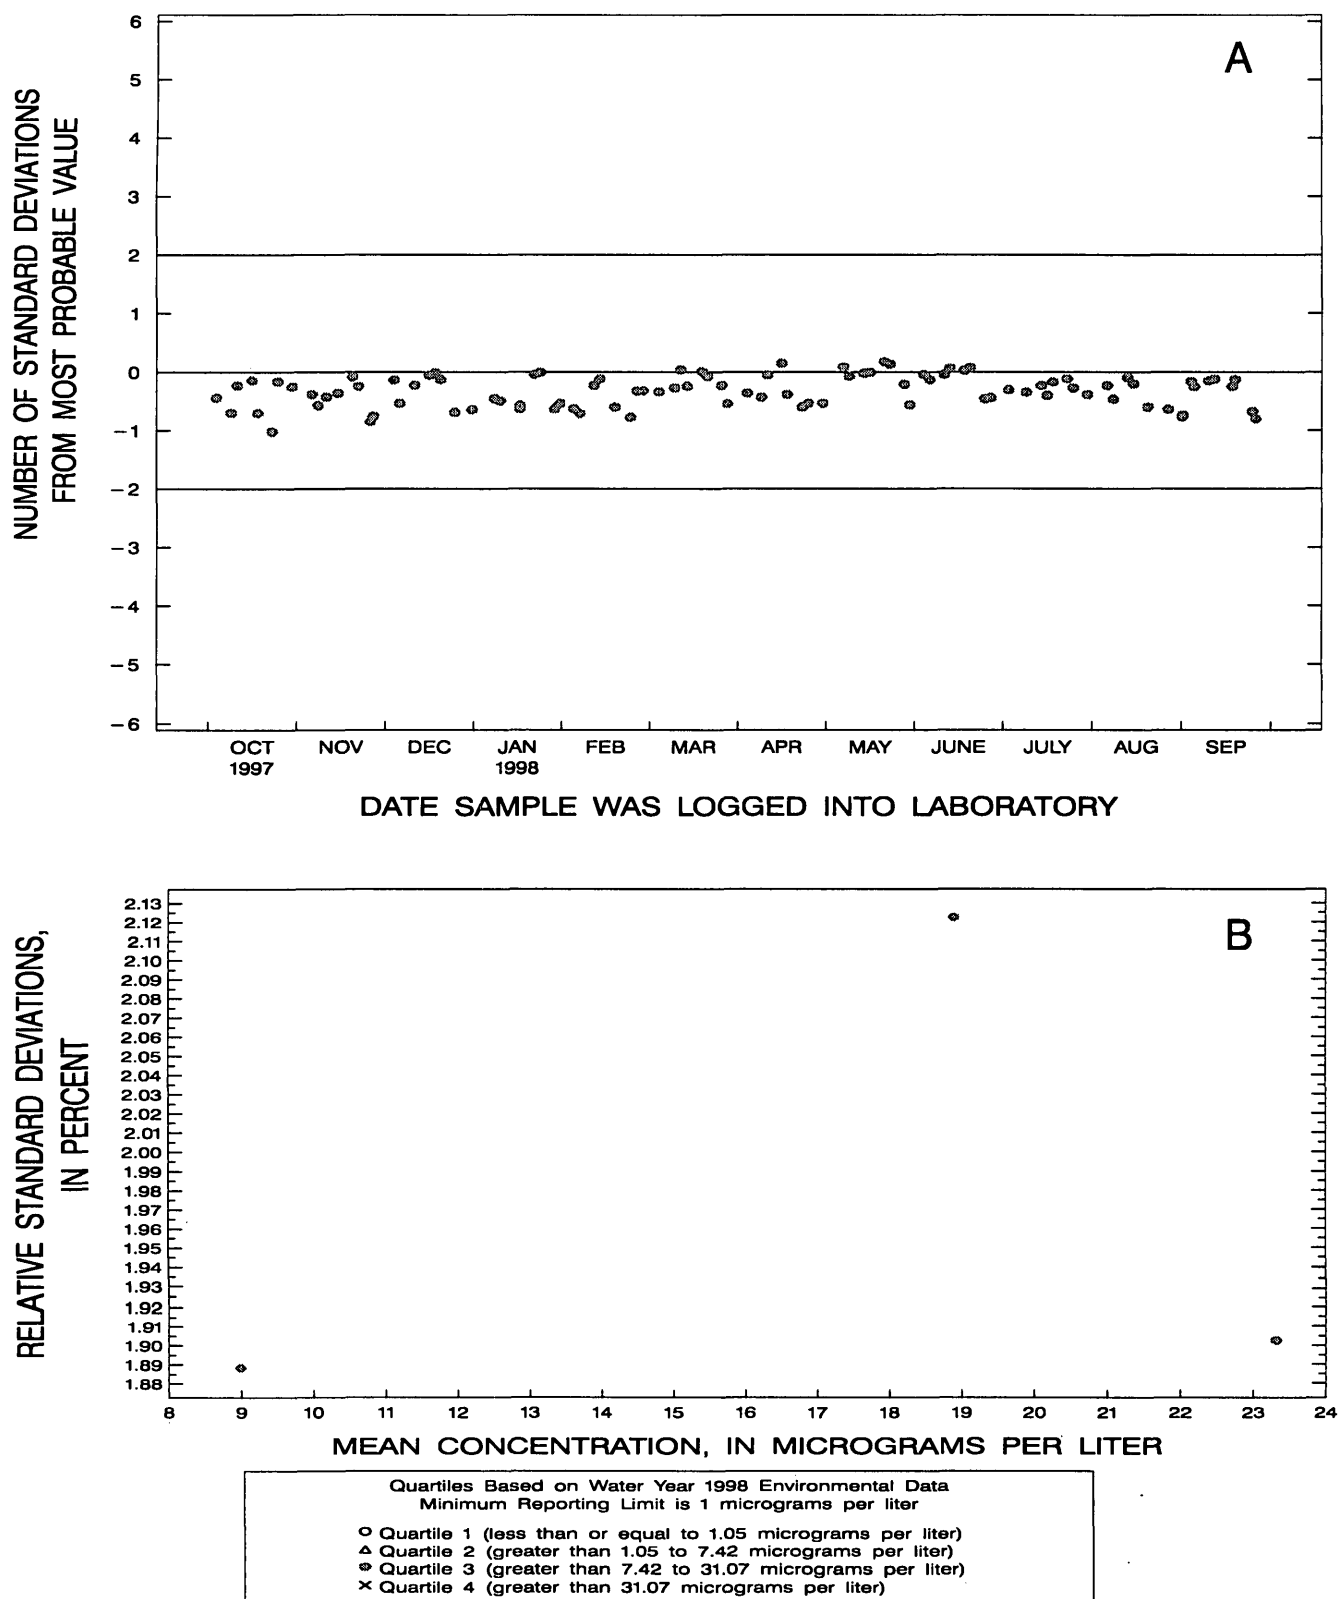 A
NUMBER OF STANDARD DEVIATIONS
FROM MOST PROBABLE VALUE
6
5
4
3
2
1
0
−1
−2
−3
−4
−5
−6
OCT NOV DEC JAN FEB MAR APR MAY JUNE JULY AUG SEP
1997 1998
DATE SAMPLE WAS LOGGED INTO LABORATORY
B
RELATIVE STANDARD DEVIATIONS,
IN PERCENT
2.13
2.12
2.11
2.10
2.09
2.08
2.07
2.06
2.05
2.04
2.03
2.02
2.01
2.00
1.99
1.98
1.97
1.96
1.95
1.94
1.93
1.92
1.91
1.90
1.89
1.88
8 9 10 11 12 13 14 15 16 17 18 19 20 21 22 23 24
MEAN CONCENTRATION, IN MICROGRAMS PER LITER
Quartiles Based on Water Year 1998 Environmental Data
Minimum Reporting Limit is 1 micrograms per liter
Quartile 1 (less than or equal to 1.05 micrograms per liter)
Quartile 2 (greater than 1.05 to 7.42 micrograms per liter)
Quartile 3 (greater than 7.42 to 31.07 micrograms per liter)
Quartile 4 (greater than 31.07 micrograms per liter)